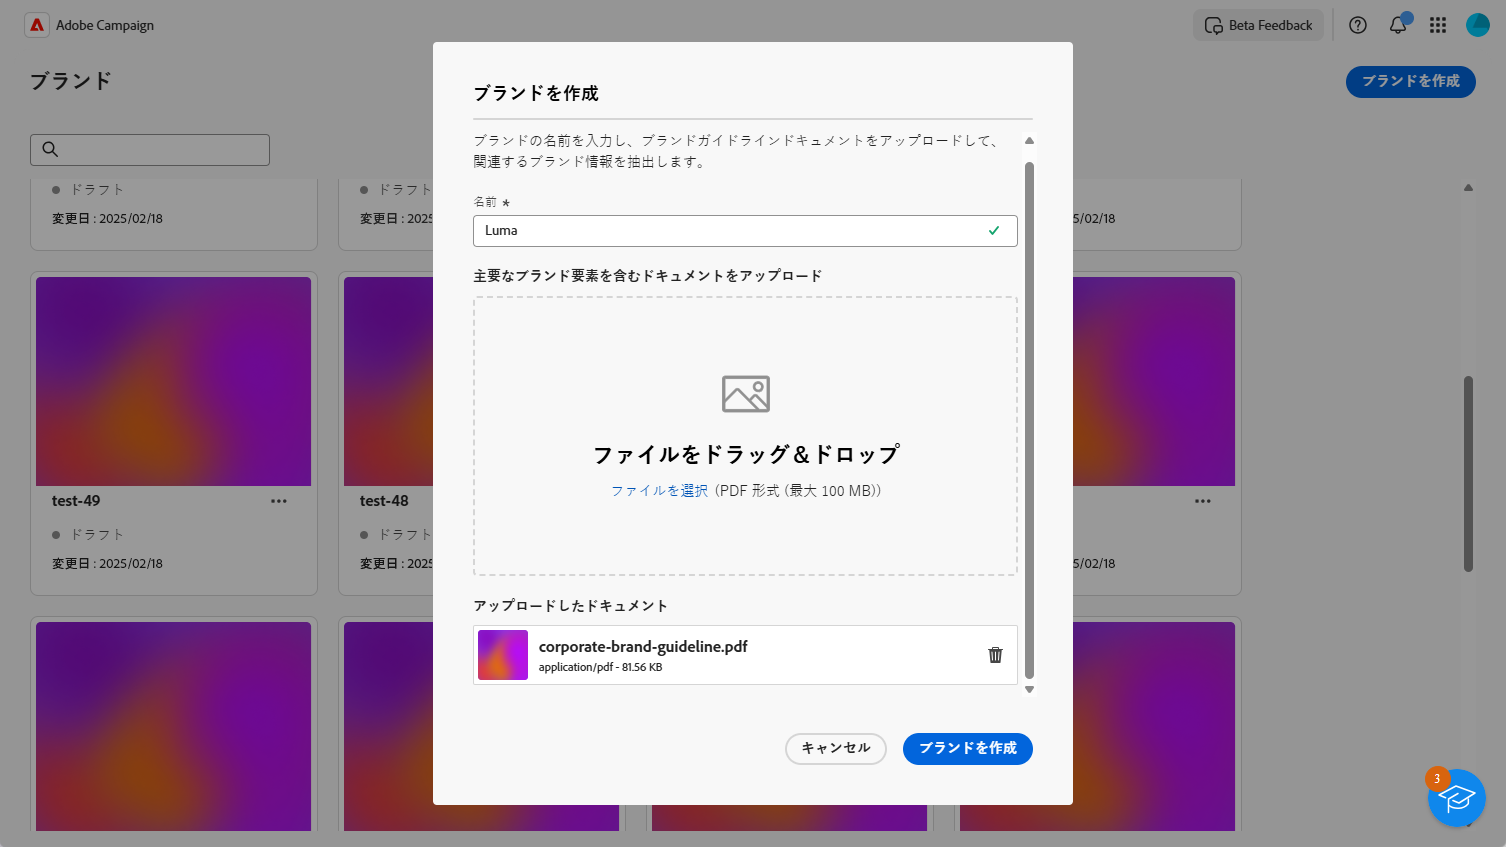 Adobe Campaign
Beta Feedback
ブランド
ブランドを作成
ドラフト
変更日 : 2025/02/18
ドラフト
変更日 : 2025
5/02/18
test-49
ドラフト
変更日 : 2025/02/18
test-48
ドラフト
変更日 : 2025
5/02/18
ブランドを作成
ブランドの名前を入力し、ブランドガイドラインドキュメントをアップロードして、
関連するブランド情報を抽出します。
名前 *
Luma
主要なブランド要素を含むドキュメントをアップロード
ファイルをドラッグ＆ドロップ
ファイルを選択 (PDF 形式 (最大 100 MB))
アップロードしたドキュメント
corporate-brand-guideline.pdf
application/pdf - 81.56 KB
キャンセル
ブランドを作成
3